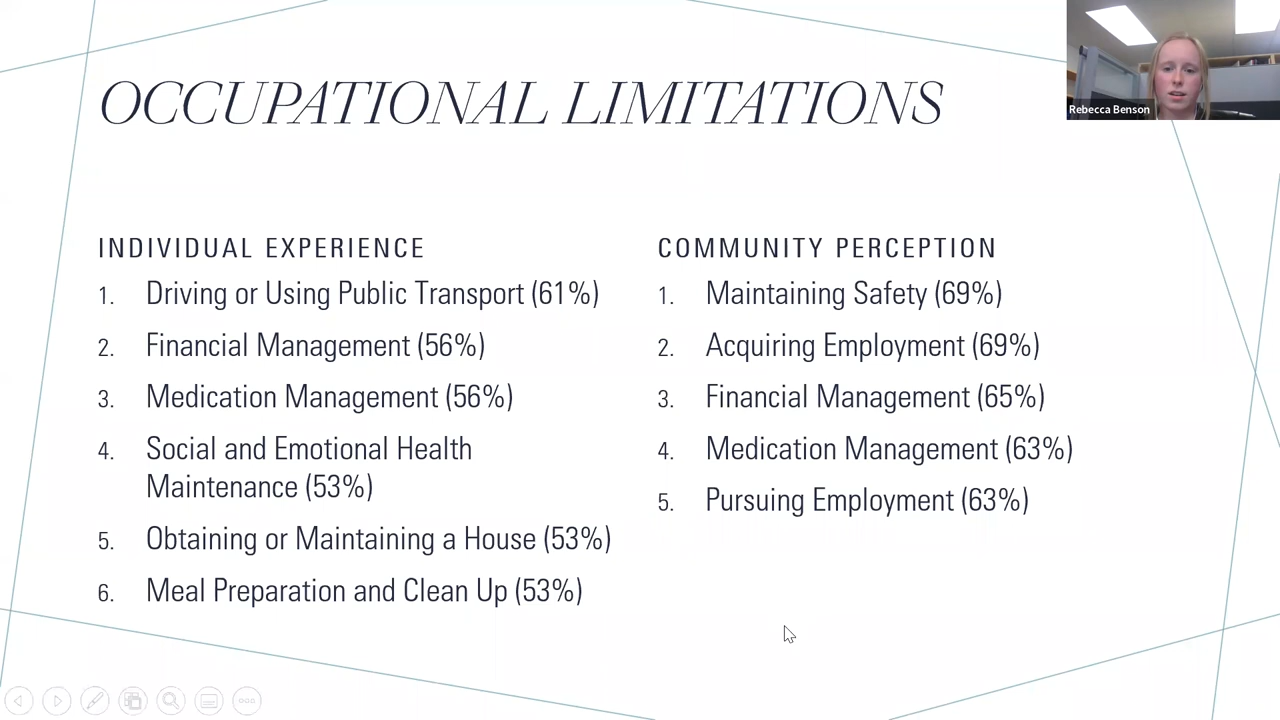 OCCUPATIONAL LIMITATIONS
Rebecca Benson
INDIVIDUAL EXPERIENCE
1. Driving or Using Public Transport (61%)
2. Financial Management (56%)
3. Medication Management (56%)
4. Social and Emotional Health
Maintenance (53%)
5. Obtaining or Maintaining a House (53%)
6. Meal Preparation and Clean Up (53%)
COMMUNITY PERCEPTION
1. Maintaining Safety (69%)
2. Acquiring Employment (69%)
3. Financial Management (65%)
4. Medication Management (63%)
5. Pursuing Employment (63%)